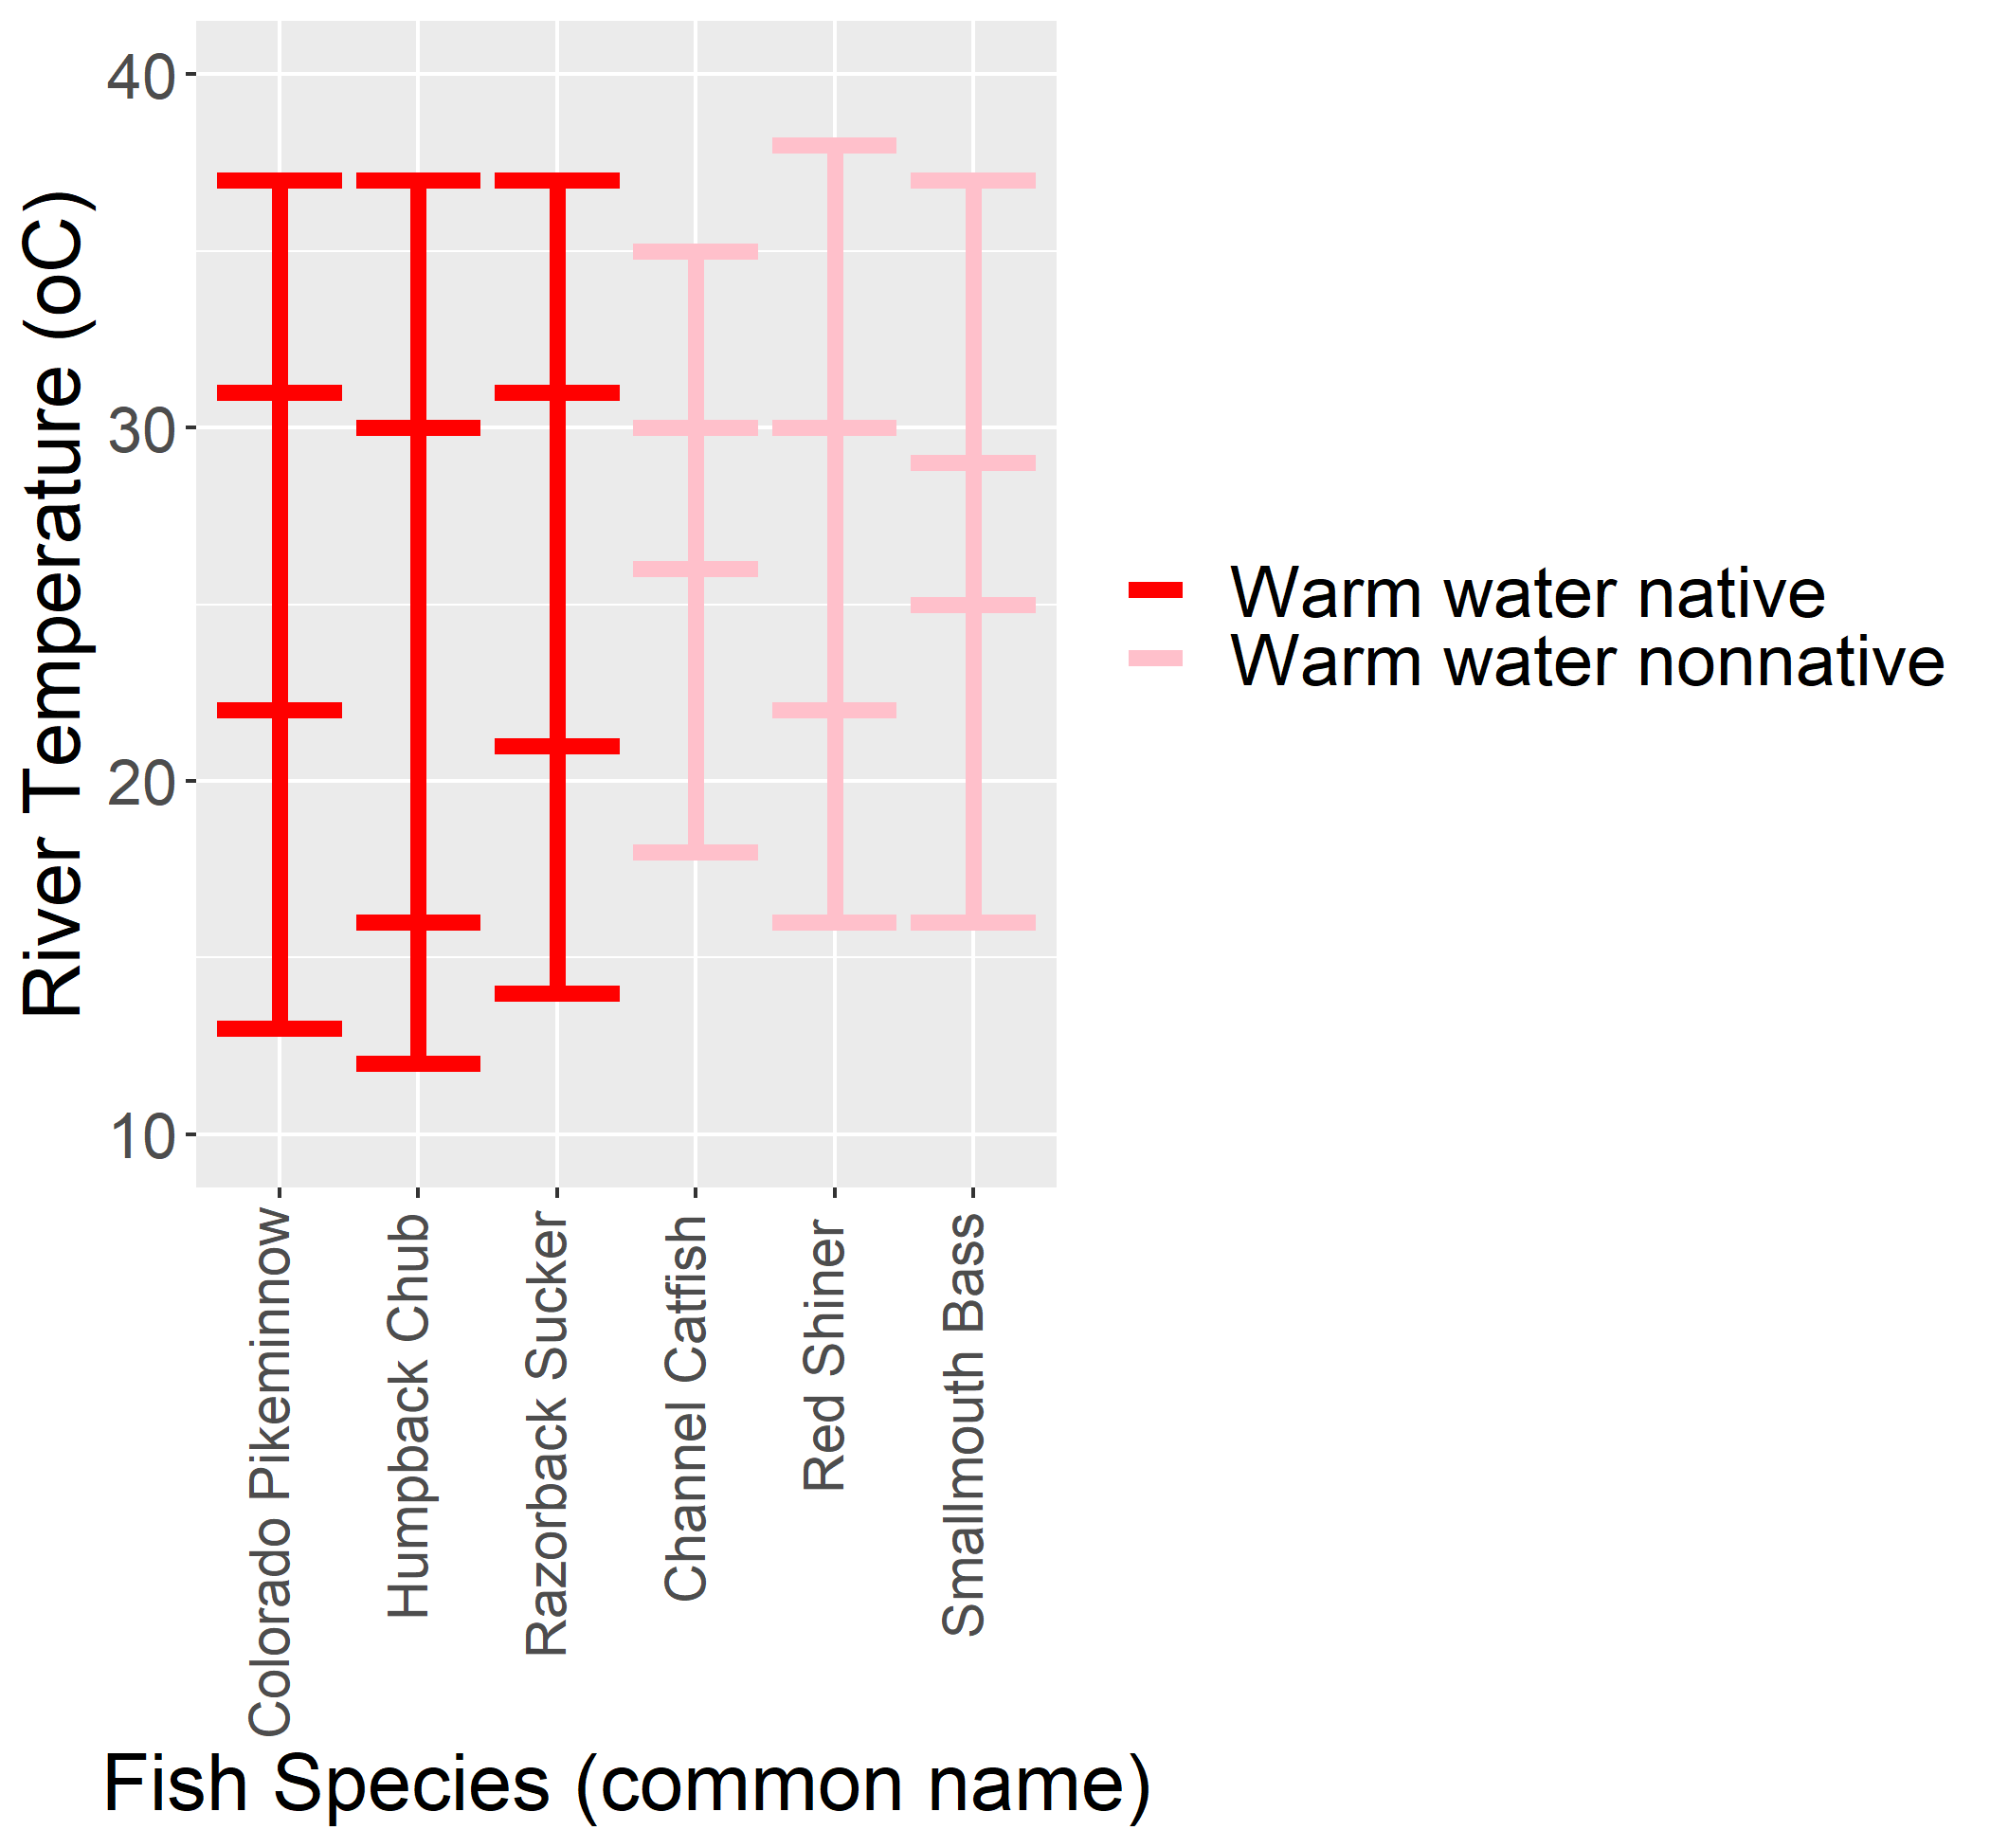 River Temperature (oC)
40
30
20
10
Colorado Pikeminnow
Humpback Chub
Razorback Sucker
Channel Catfish
Red Shiner
Smallmouth Bass
Fish Species (common name)
Warm water native
Warm water nonnative